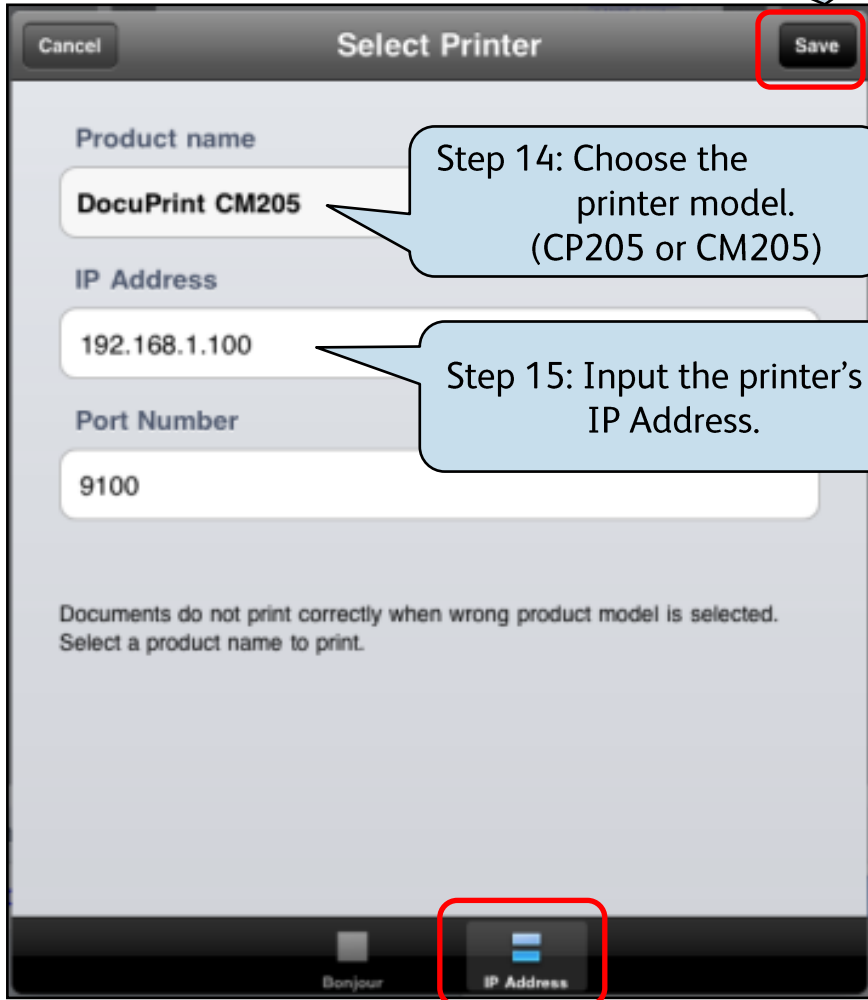 Cancel
Select Printer
Save
Product name
Step 14: Choose the
printer model.
(CP205 or CM205)
DocuPrint CM205
IP Address
192.168.1.100
Step 15: Input the printer's
IP Address.
Port Number
9100
Documents do not print correctly when wrong product model is selected.
Select a product name to print.
Bonjour
IP Address